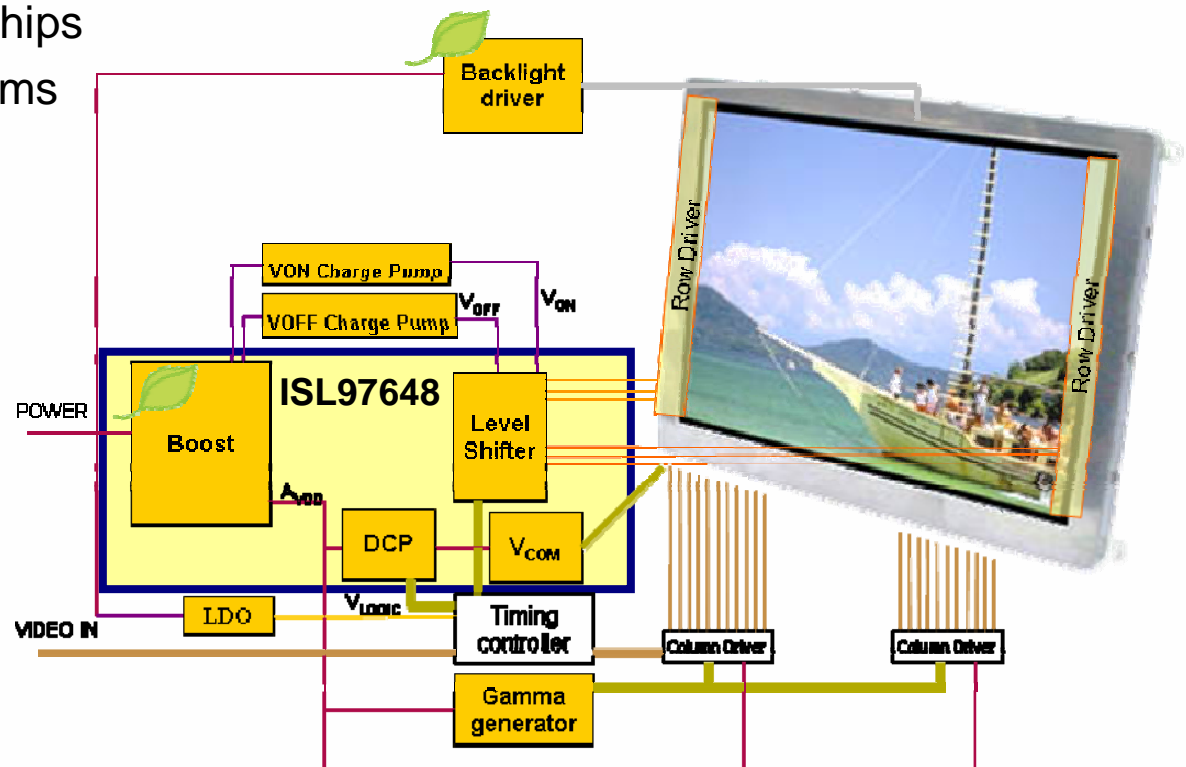 hips
ms
Backlight
driver
Row Driver
Row Driver
VON Charge Pump
VOFF Charge Pump
VOFF
VON
ISL97648
POWER
Boost
Level
Shifter
AVDD
DCP
VCOM
VLOGIC
LDO
VIDEO IN
Timing
controller
Column Driver
Column Driver
Gamma
generator